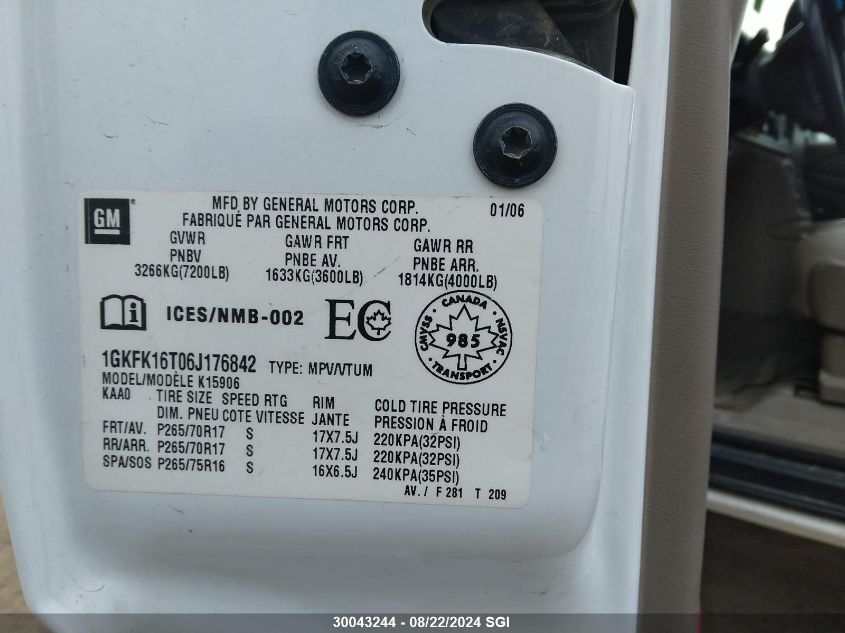 GM
MFD BY GENERAL MOTORS CORP. 01/06
FABRIQUÉ PAR GENERAL MOTORS CORP.
GVWR GAWR FRT GAWR RR
PNBV PNBE AV. PNBE ARR.
3266KG(7200LB) 1633KG(3600LB) 1814KG(4000LB)
i ICES/NMB-002 EC CANADA CMVSS NSVAC 985 TRANSPORT
1GKFK16T06J176842 TYPE: MPV/VTUM
MODEL/MODÈLE K15906
KAA0 TIRE SIZE SPEED RTG RIM COLD TIRE PRESSURE
DIM. PNEU COTE VITESSE JANTE PRESSION À FROID
FRT/AV. P265/70R17 S 17X7.5J 220KPA(32PSI)
RR/ARR. P265/70R17 S 17X7.5J 220KPA(32PSI)
SPA/SOS P265/75R16 S 16X6.5J 240KPA(35PSI)
AV./ F 281 T 209
30043244 - 08/22/2024 SGI